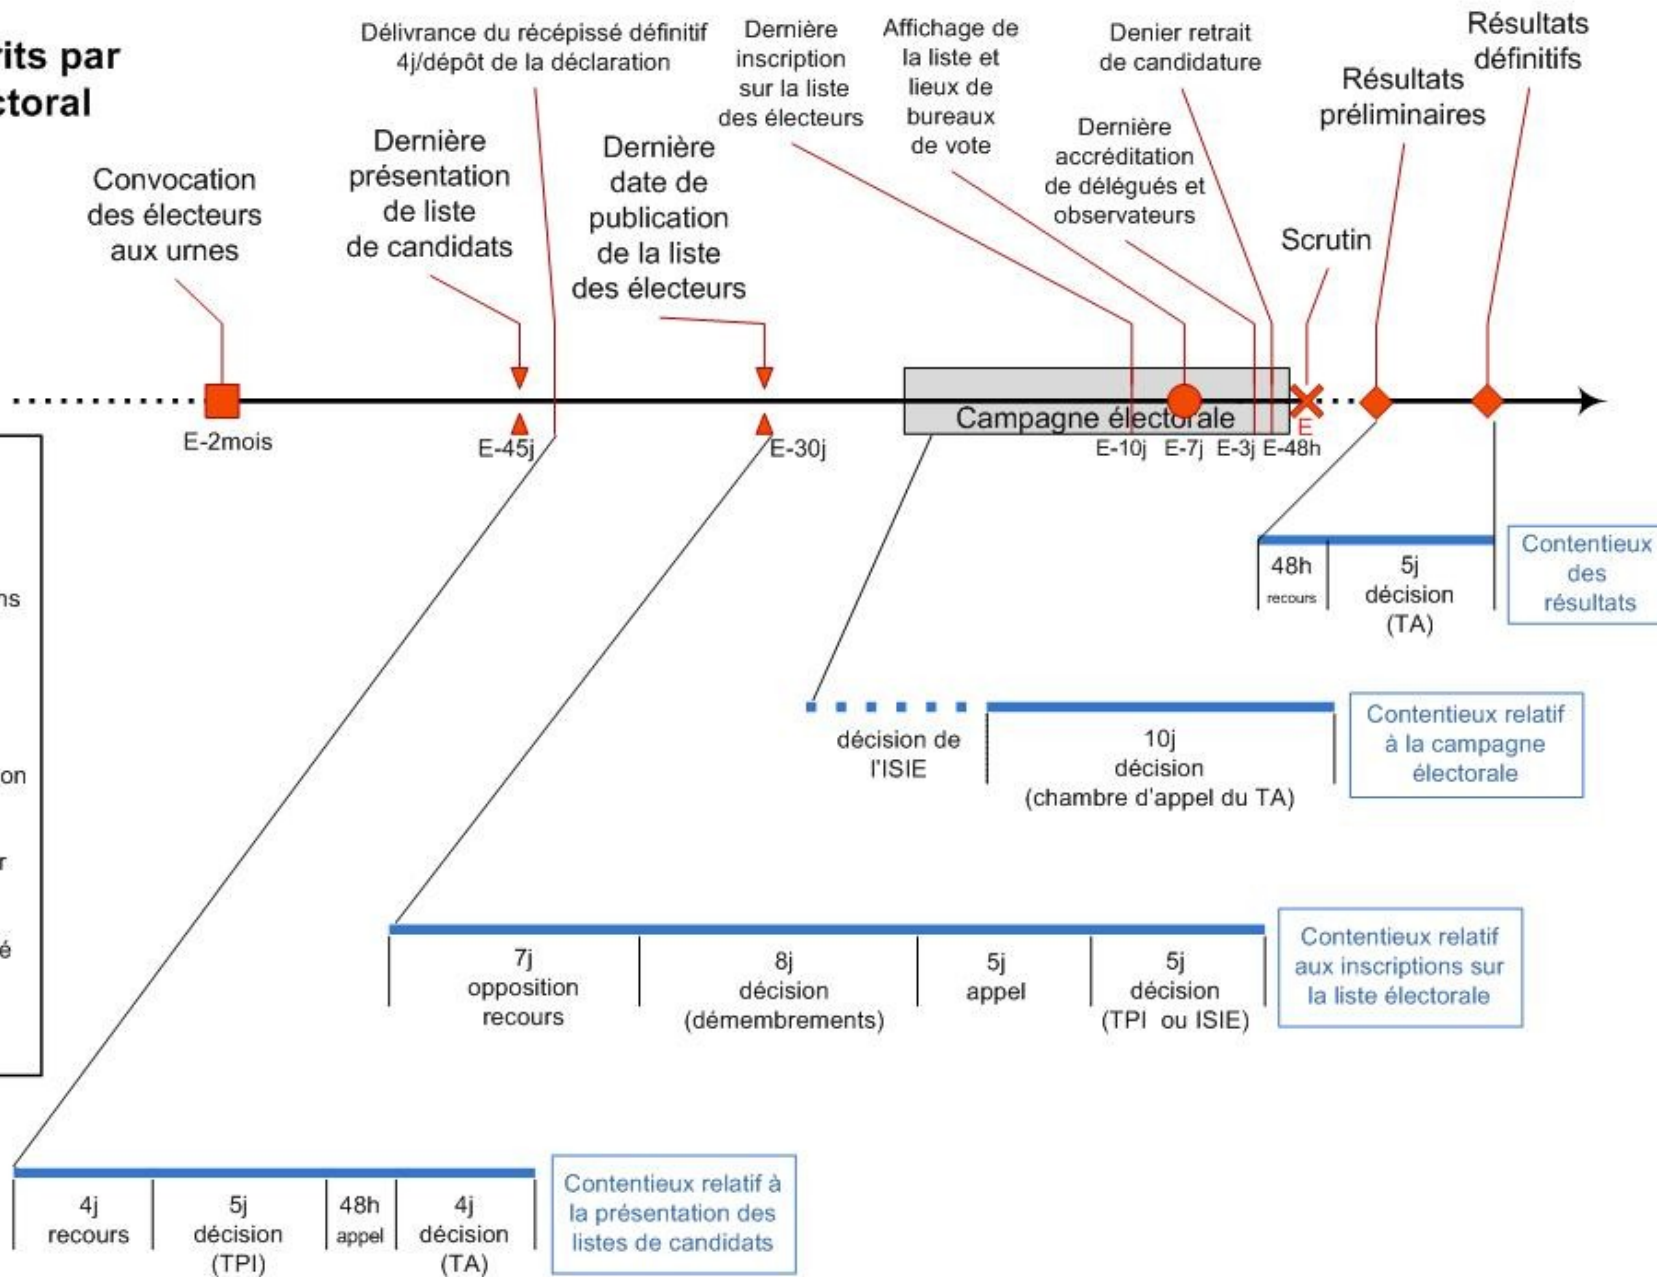 rits par
ctoral
Convocation
des électeurs
aux urnes
Délivrance du récépissé définitif
4j/dépôt de la déclaration
Dernière
présentation
de liste
de candidats
Dernière
date de
publication
de la liste
des électeurs
Dernière
inscription
sur la liste
des électeurs
Affichage de
la liste et
lieux de
bureaux
de vote
Denier retrait
de candidature
Dernière
accréditation
de délégués et
observateurs
Scrutin
Résultats
préliminaires
Résultats
définitifs
Campagne électorale
E
E-2mois
E-45j
E-30j
E-10j
E-7j
E-3j
E-48h
48h
recours
5j
décision
(TA)
Contentieux
des
résultats
ns
on
r
é
décision de
l'ISIE
10j
décision
(chambre d'appel du TA)
Contentieux relatif
à la campagne
électorale
7j
opposition
recours
8j
décision
(démembrements)
5j
appel
5j
décision
(TPI ou ISIE)
Contentieux relatif
aux inscriptions sur
la liste électorale
4j
recours
5j
décision
(TPI)
48h
appel
4j
décision
(TA)
Contentieux relatif à
la présentation des
listes de candidats